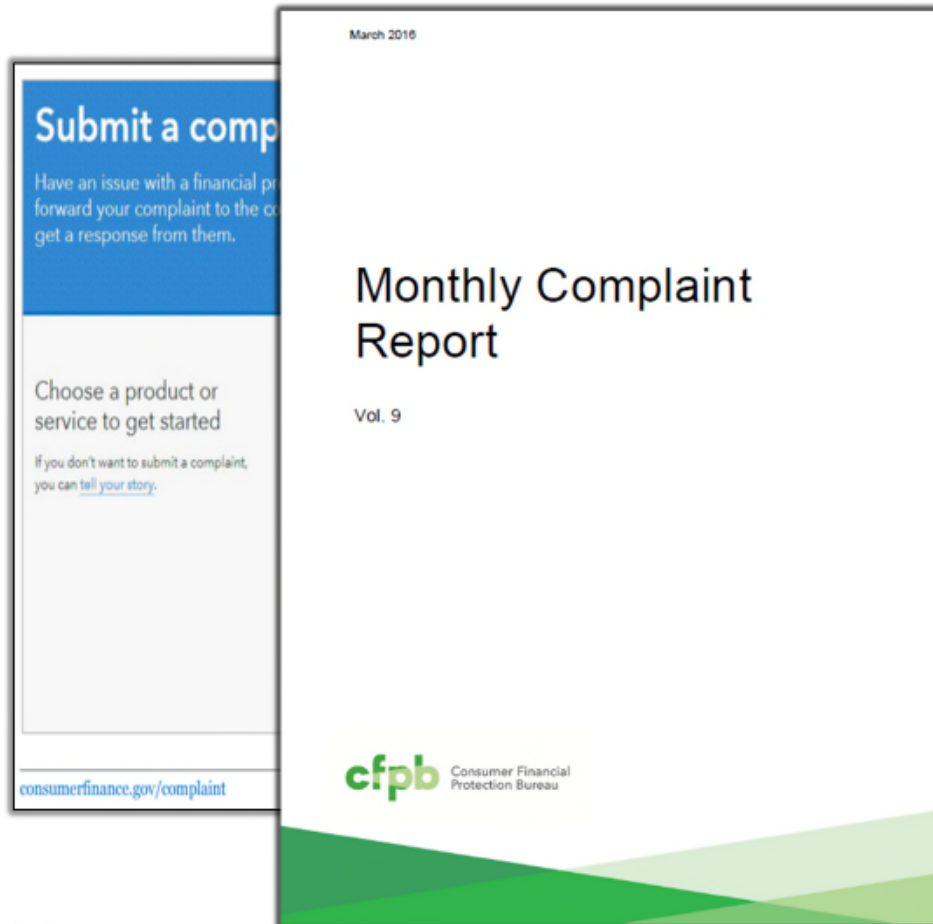 Submit a comp
Have an issue with a financial pr
forward your complaint to the co
get a response from them.
Choose a product or
service to get started
If you don't want to submit a complaint,
you can tell your story.
consumerfinance.gov/complaint
March 2016
Monthly Complaint
Report
Vol. 9
cfpb Consumer Financial
Protection Bureau